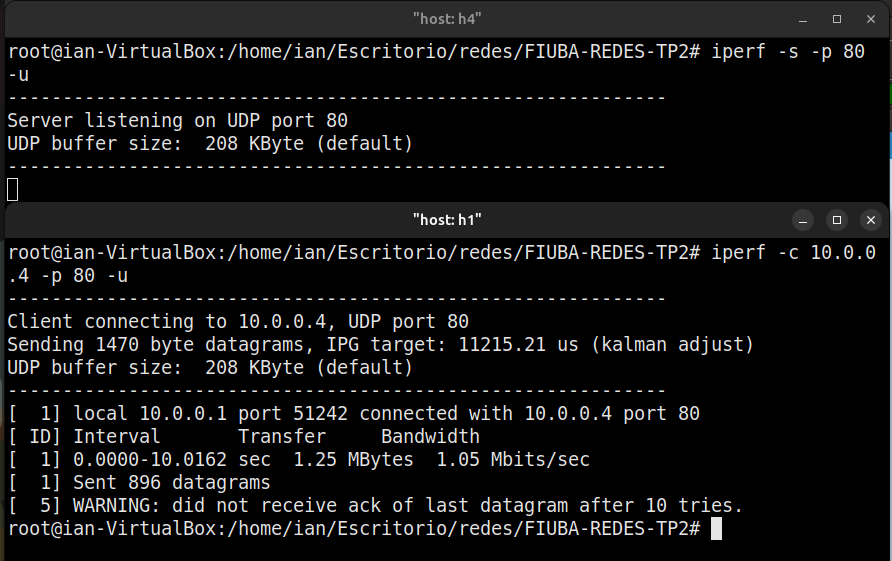 "host: h4"
root@ian-VirtualBox:/home/ian/Escritorio/redes/FIUBA-REDES-TP2# iperf -s -p 80
-u
------------------------------------------------------------
Server listening on UDP port 80
UDP buffer size:  208 KByte (default)
------------------------------------------------------------
"host: h1"
root@ian-VirtualBox:/home/ian/Escritorio/redes/FIUBA-REDES-TP2# iperf -c 10.0.0
.4 -p 80 -u
------------------------------------------------------------
Client connecting to 10.0.0.4, UDP port 80
Sending 1470 byte datagrams, IPG target: 11215.21 us (kalman adjust)
UDP buffer size:  208 KByte (default)
------------------------------------------------------------
[  1] local 10.0.0.1 port 51242 connected with 10.0.0.4 port 80
[ ID] Interval       Transfer     Bandwidth
[  1] 0.0000-10.0162 sec  1.25 MBytes  1.05 Mbits/sec
[  1] Sent 896 datagrams
[  5] WARNING: did not receive ack of last datagram after 10 tries.
root@ian-VirtualBox:/home/ian/Escritorio/redes/FIUBA-REDES-TP2#